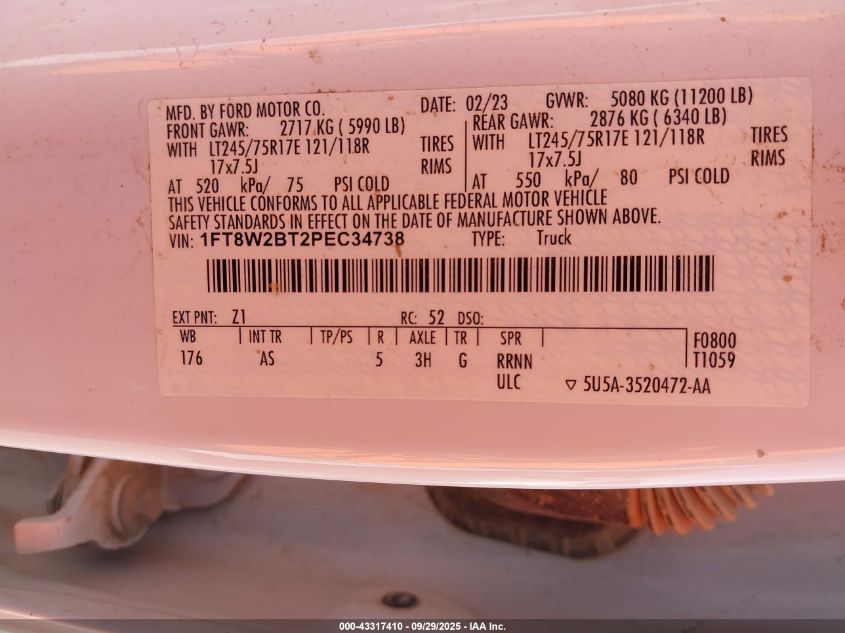 MFD. BY FORD MOTOR CO. DATE: 02/23 GVWR: 5080 KG (11200 LB)
FRONT GAWR: 2717 KG ( 5990 LB) REAR GAWR: 2876 KG ( 6340 LB)
WITH LT245/75R17E 121/118R TIRES WITH LT245/75R17E 121/118R TIRES
17x7.5J RIMS 17x7.5J RIMS
AT 520 kPa/ 75 PSI COLD AT 550 kPa/ 80 PSI COLD
THIS VEHICLE CONFORMS TO ALL APPLICABLE FEDERAL MOTOR VEHICLE
SAFETY STANDARDS IN EFFECT ON THE DATE OF MANUFACTURE SHOWN ABOVE.
VIN: 1FT8W2BT2PEC34738 TYPE: Truck
EXT PNT: Z1 RC: 52 DSO:
WB INT TR TP/PS R AXLE TR SPR F0800
176 AS 5 3H G RRNN T1059
ULC 5U5A-3520472-AA
000-43317410 - 09/29/2025 - IAA Inc.